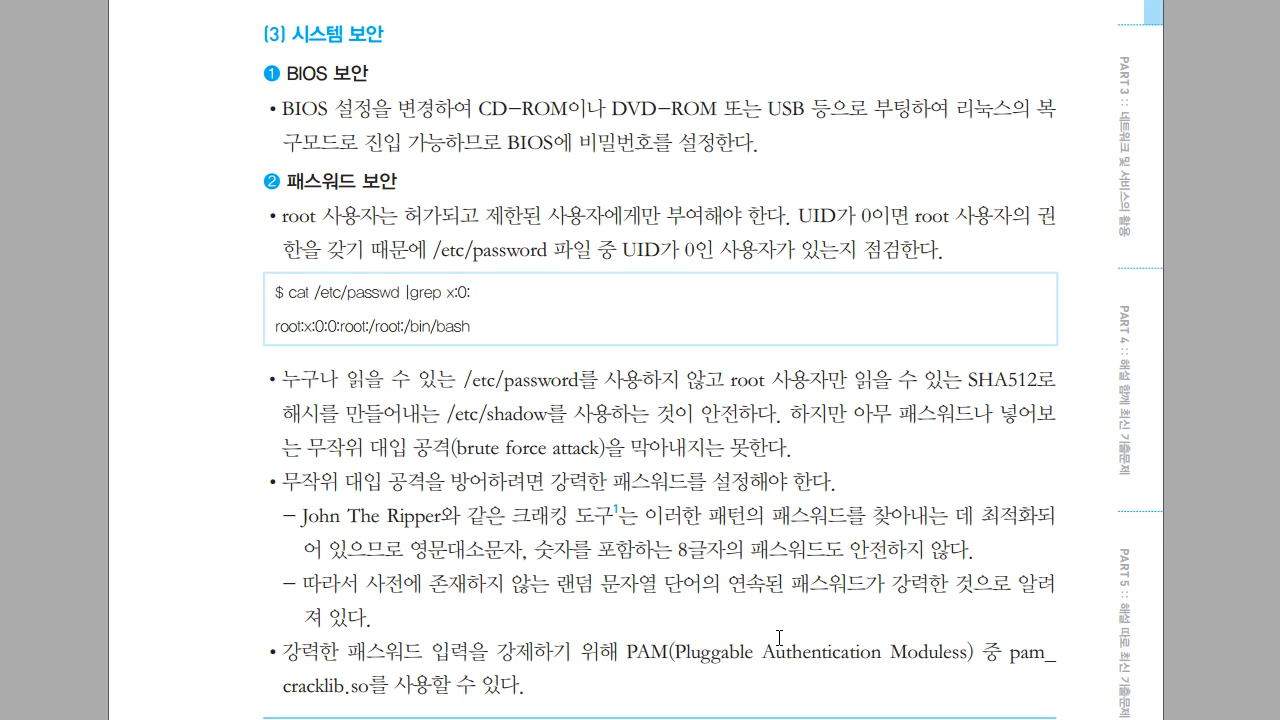 (3) 시스템 보안
1 BIOS 보안
• BIOS 설정을 변경하여 CD-ROM이나 DVD-ROM 또는 USB 등으로 부팅하여 리눅스의 복
구모드로 진입 가능하므로 BIOS에 비밀번호를 설정한다.
2 패스워드 보안
• root 사용자는 허가되고 제한된 사용자에게만 부여해야 한다. UID가 0이면 root 사용자의 권
한을 갖기 때문에 /etc/password 파일 중 UID가 0인 사용자가 있는지 점검한다.
$ cat /etc/passwd |grep x:0:
root:x:0:0:root:/root:/bin/bash
• 누구나 읽을 수 있는 /etc/password를 사용하지 않고 root 사용자만 읽을 수 있는 SHA512로
해시를 만들어내는 /etc/shadow를 사용하는 것이 안전하다. 하지만 아무 패스워드나 넣어보
는 무작위 대입 공격(brute force attack)을 막아내지는 못한다.
• 무작위 대입 공격을 방어하려면 강력한 패스워드를 설정해야 한다.
– John The Ripper와 같은 크래킹 도구1는 이러한 패턴의 패스워드를 찾아내는 데 최적화되
어 있으므로 영문대소문자, 숫자를 포함하는 8글자의 패스워드도 안전하지 않다.
– 따라서 사전에 존재하지 않는 랜덤 문자열 단어의 연속된 패스워드가 강력한 것으로 알려
져 있다.
• 강력한 패스워드 입력을 강제하기 위해 PAM(Pluggable Authentication Moduless) 중 pam_
cracklib.so를 사용할 수 있다.
PART 3 :: 네트워크 및 서비스의 활용
PART 4 :: 해설 함께 최신 기출문제
PART 5 :: 해설 따로 최신 기출문제